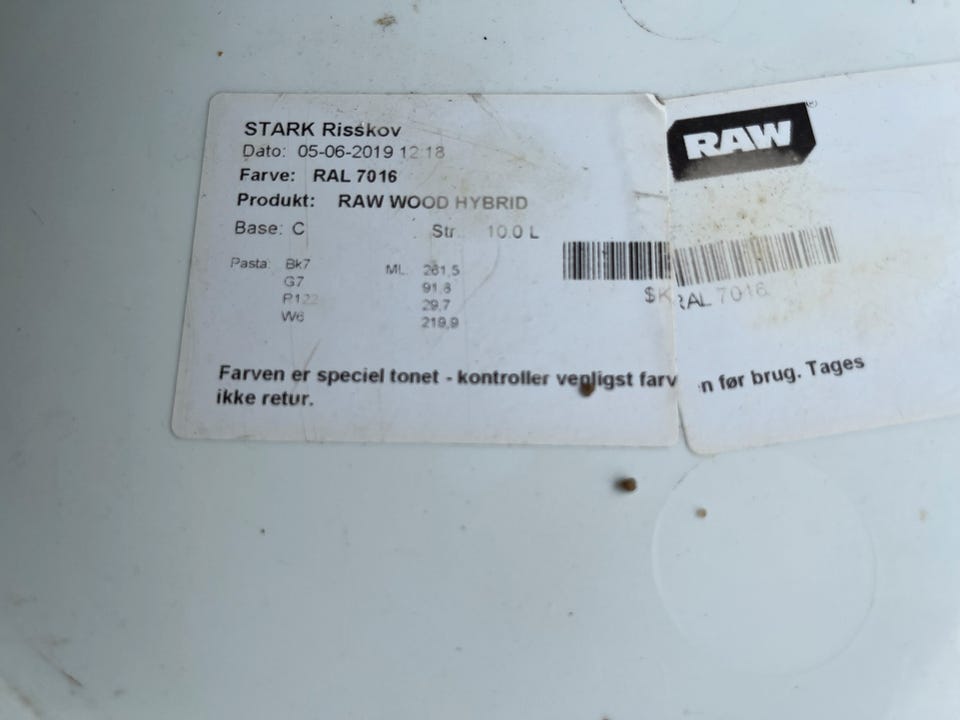 STARK Risskov
Dato: 05-06-2019 12:18
Farve: RAL 7016
Produkt: RAW WOOD HYBRID
Base: C Str. 10.0 L
Pasta: Bk7 ML 261,5
G7 91,8
29,7
W6 219,9
RAW®
$KRAL 7016
Farven er speciel tonet - kontroller venligst farv n før brug. Tages
ikke retur.